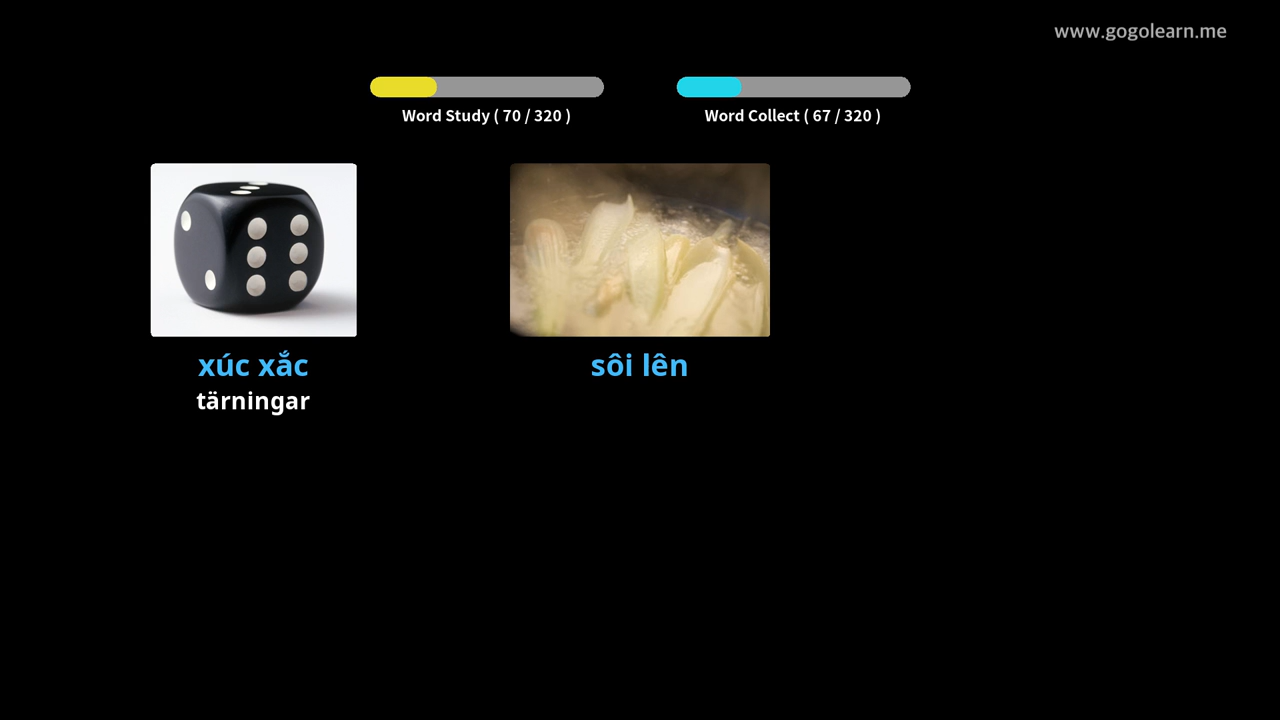 www.gogolearn.me
Word Study ( 70 / 320 )
Word Collect ( 67 / 320 )
xúc xắc
tärningar
sôi lên